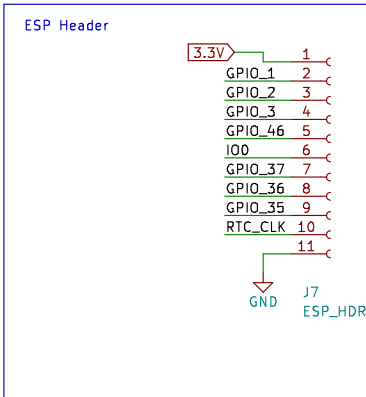 ESP Header
3.3V
1
GPIO_1 2
GPIO_2 3
GPIO_3 4
GPIO_46 5
IO0 6
GPIO_37 7
GPIO_36 8
GPIO_35 9
RTC_CLK 10
11
GND
J7
ESP_HDR